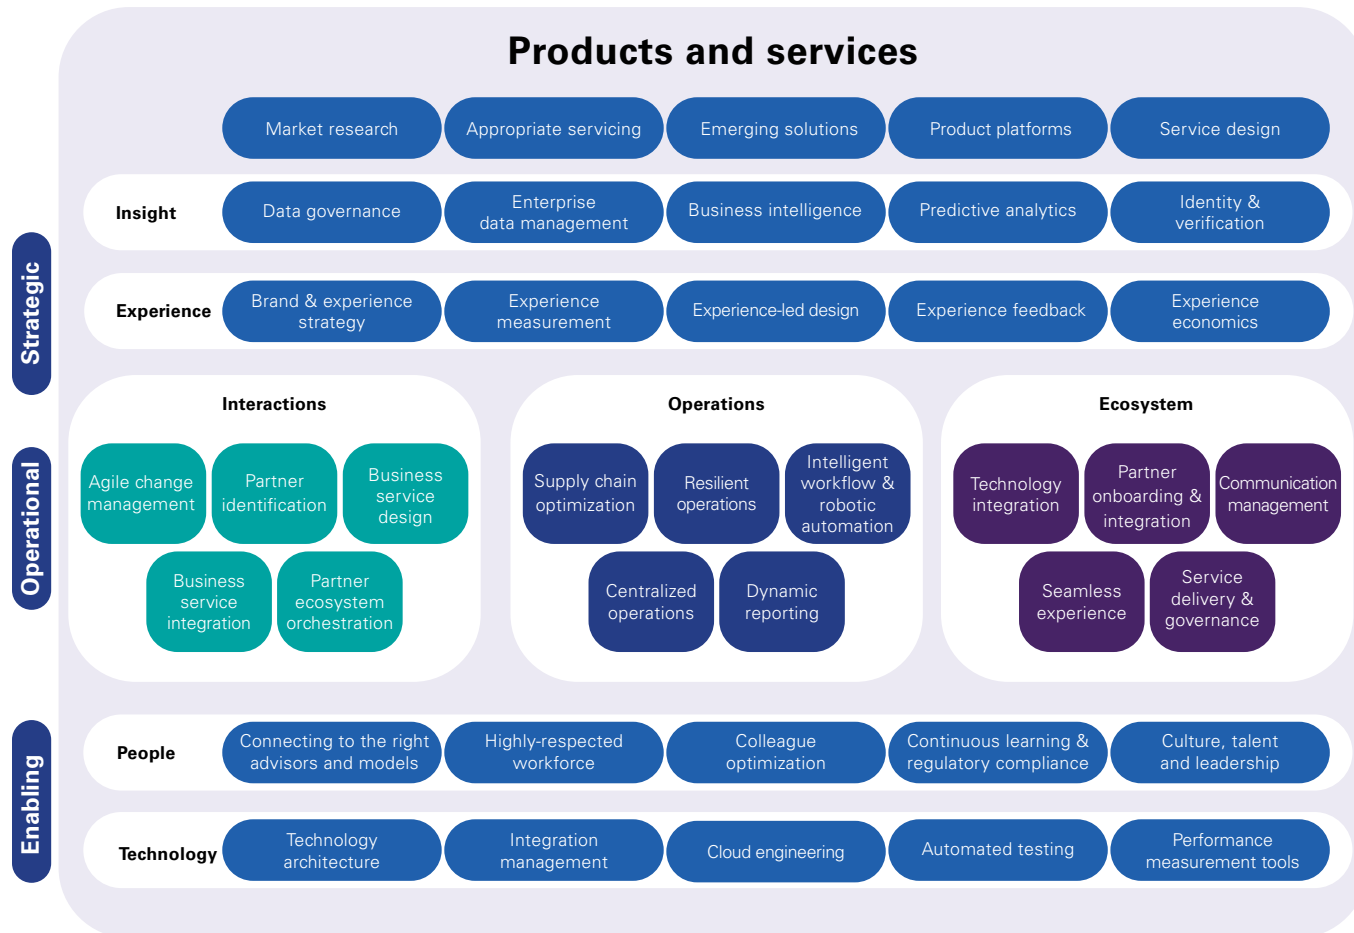 Products and services
Market research
Appropriate servicing
Emerging solutions
Product platforms
Service design
Strategic
Insight
Data governance
Enterprise
data management
Business intelligence
Predictive analytics
Identity &
verification
Experience
Brand & experience
strategy
Experience
measurement
Experience-led design
Experience feedback
Experience
economics
Operational
Interactions
Agile change
management
Partner
identification
Business
service
design
Business
service
integration
Partner
ecosystem
orchestration
Operations
Supply chain
optimization
Resilient
operations
Intelligent
workflow &
robotic
automation
Centralized
operations
Dynamic
reporting
Ecosystem
Technology
integration
Partner
onboarding &
integration
Communication
management
Seamless
experience
Service
delivery &
governance
Enabling
People
Connecting to the right
advisors and models
Highly-respected
workforce
Colleague
optimization
Continuous learning &
regulatory compliance
Culture, talent
and leadership
Technology
Technology
architecture
Integration
management
Cloud engineering
Automated testing
Performance
measurement tools